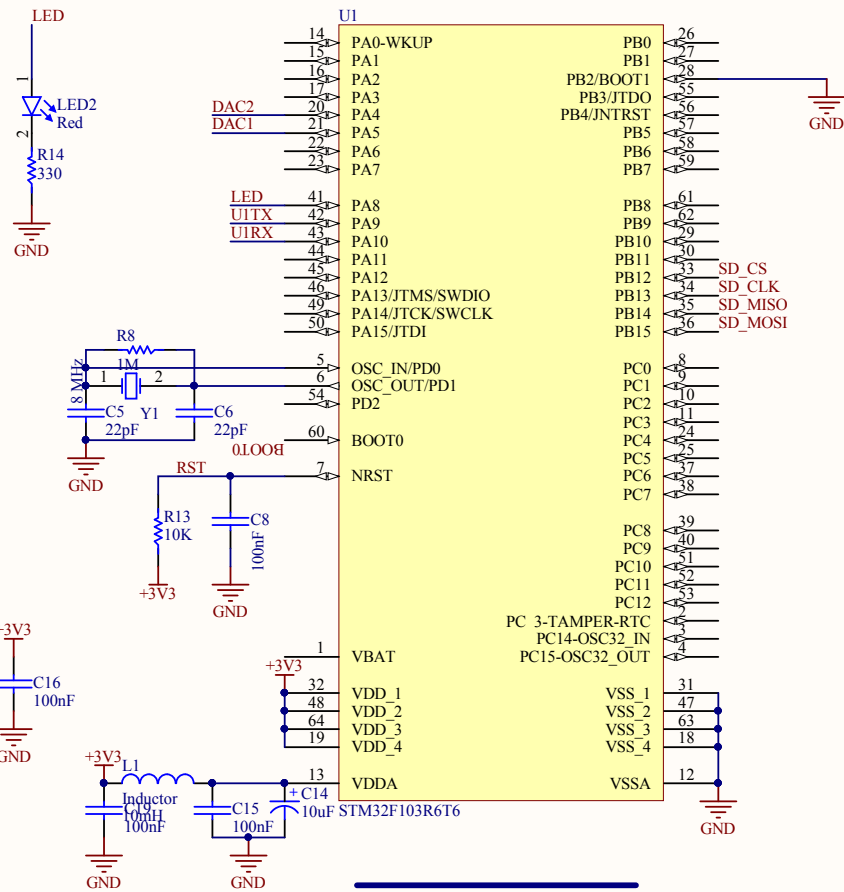 LED
1
LED2
Red
2
R14
330
GND
U1
14 PA0-WKUP
15 PA1
16 PA2
17 PA3
DAC2 20 PA4
DAC1 21 PA5
22 PA6
23 PA7
LED 41 PA8
U1TX 42 PA9
U1RX 43 PA10
44 PA11
45 PA12
46 PA13/JTMS/SWDIO
49 PA14/JTCK/SWCLK
50 PA15/JTDI
5 OSC_IN/PD0
6 OSC_OUT/PD1
54 PD2
BOOT0 60 BOOT0
RST 7 NRST
1 VBAT
+3V3
32 VDD_1
48 VDD_2
64 VDD_3
19 VDD_4
13 VDDA
PB0 26
PB1 27
PB2/BOOT1 28
PB3/JTDO 55
PB4/JNTRST 56
PB5 57
PB6 58
PB7 59
PB8 61
PB9 62
PB10 29
PB11 30
PB12 33 SD_CS
PB13 34 SD_CLK
PB14 35 SD_MISO
PB15 36 SD_MOSI
PC0 8
PC1 9
PC2 10
PC3 11
PC4 24
PC5 25
PC6 37
PC7 38
PC8 39
PC9 40
PC10 51
PC11 52
PC12 53
PC 3-TAMPER-RTC 2
PC14-OSC32_IN 3
PC15-OSC32_OUT 4
VSS_1 31
VSS_2 47
VSS_3 63
VSS_4 18
VSSA 12
GND
GND
STM32F103R6T6
R8
1M
8 MHz
1 2
Y1
C5
22pF
C6
22pF
GND
R13
10K
+3V3
C8
100nF
GND
+3V3
C16
100nF
GND
+3V3
L1
Inductor
10mH
C19
100nF
GND
C15
100nF
+ C14
10uF
GND